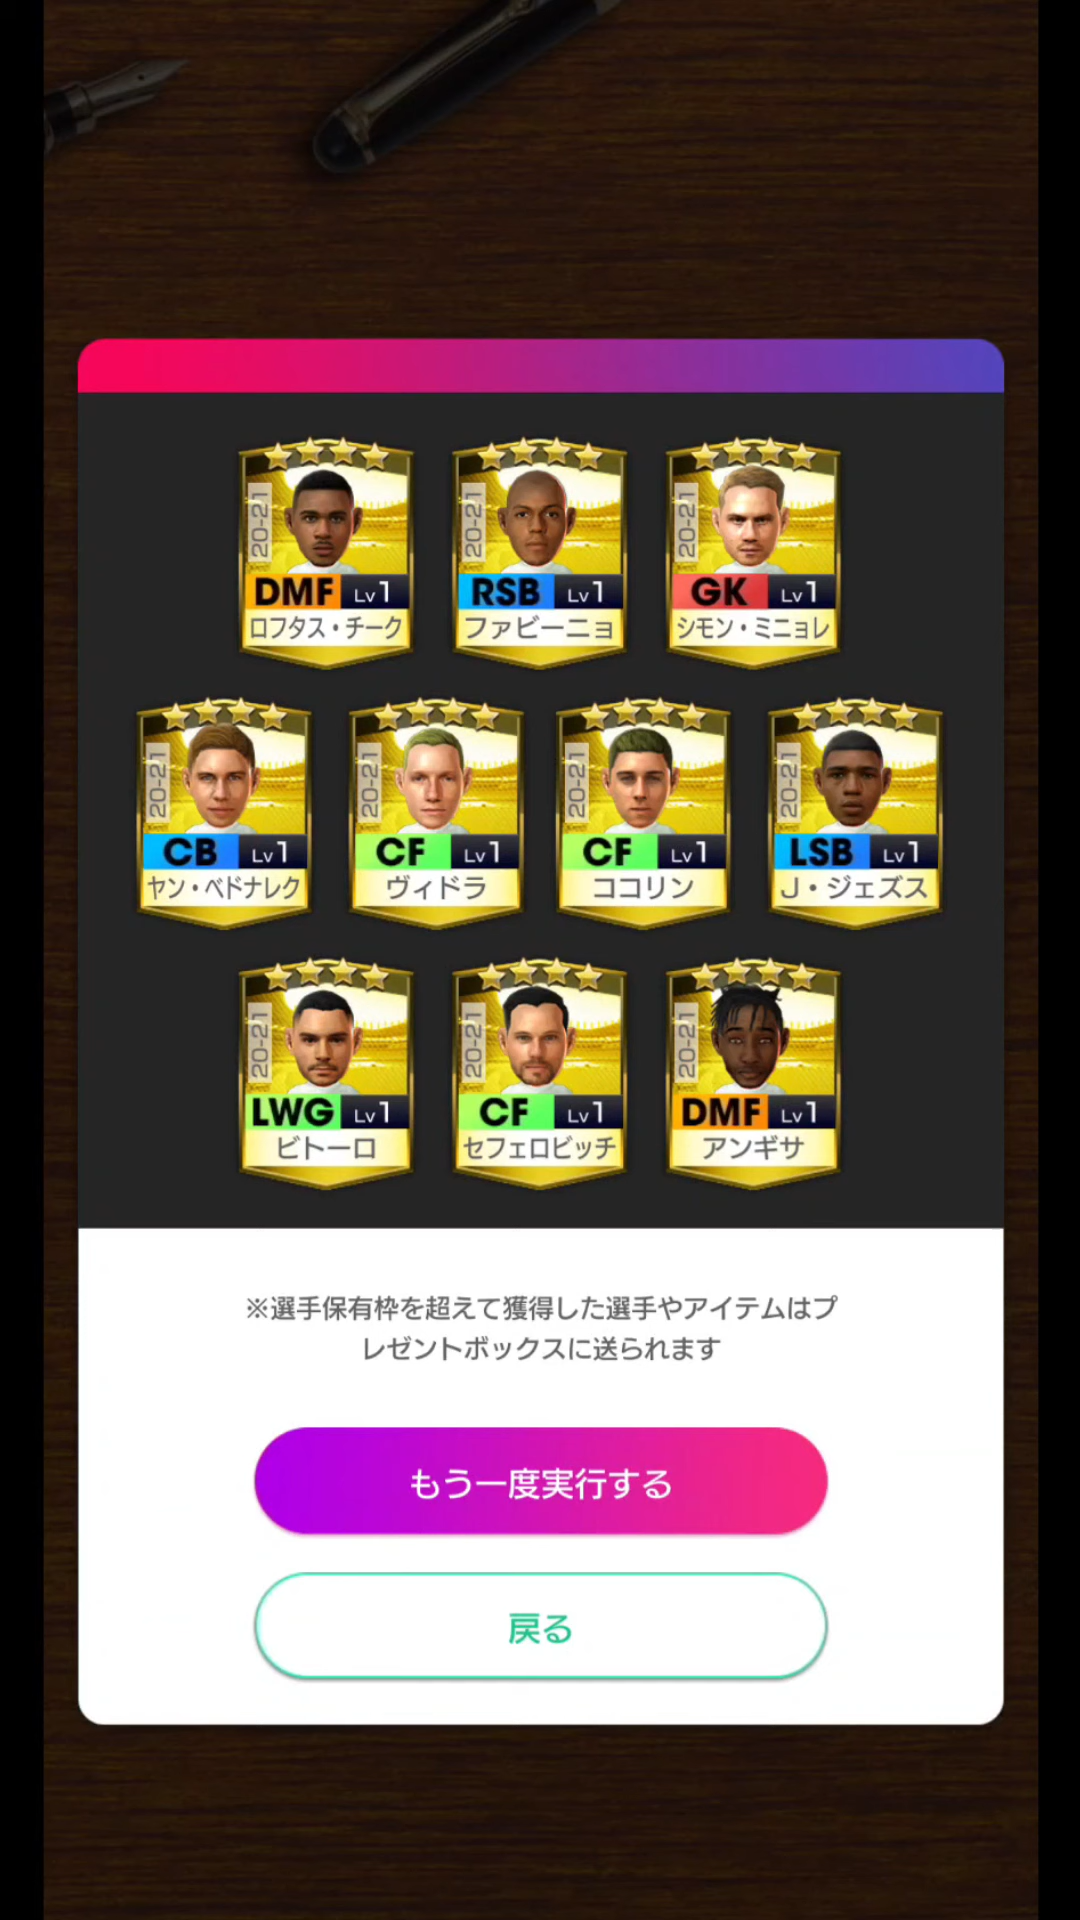 20-21 DMF Lv1 ロフタス・チーク
20-21 RSB Lv1 ファビーニョ
20-21 GK Lv1 シモン・ミニョレ
20-21 CB Lv1 ヤン・ベドナレク
20-21 CF Lv1 ヴィドラ
20-21 CF Lv1 ココリン
20-21 LSB Lv1 J・ジェズス
20-21 LWG Lv1 ビトーロ
20-21 CF Lv1 セフェロビッチ
20-21 DMF Lv1 アンギサ
※選手保有枠を超えて獲得した選手やアイテムはプ
レゼントボックスに送られます
もう一度実行する
戻る